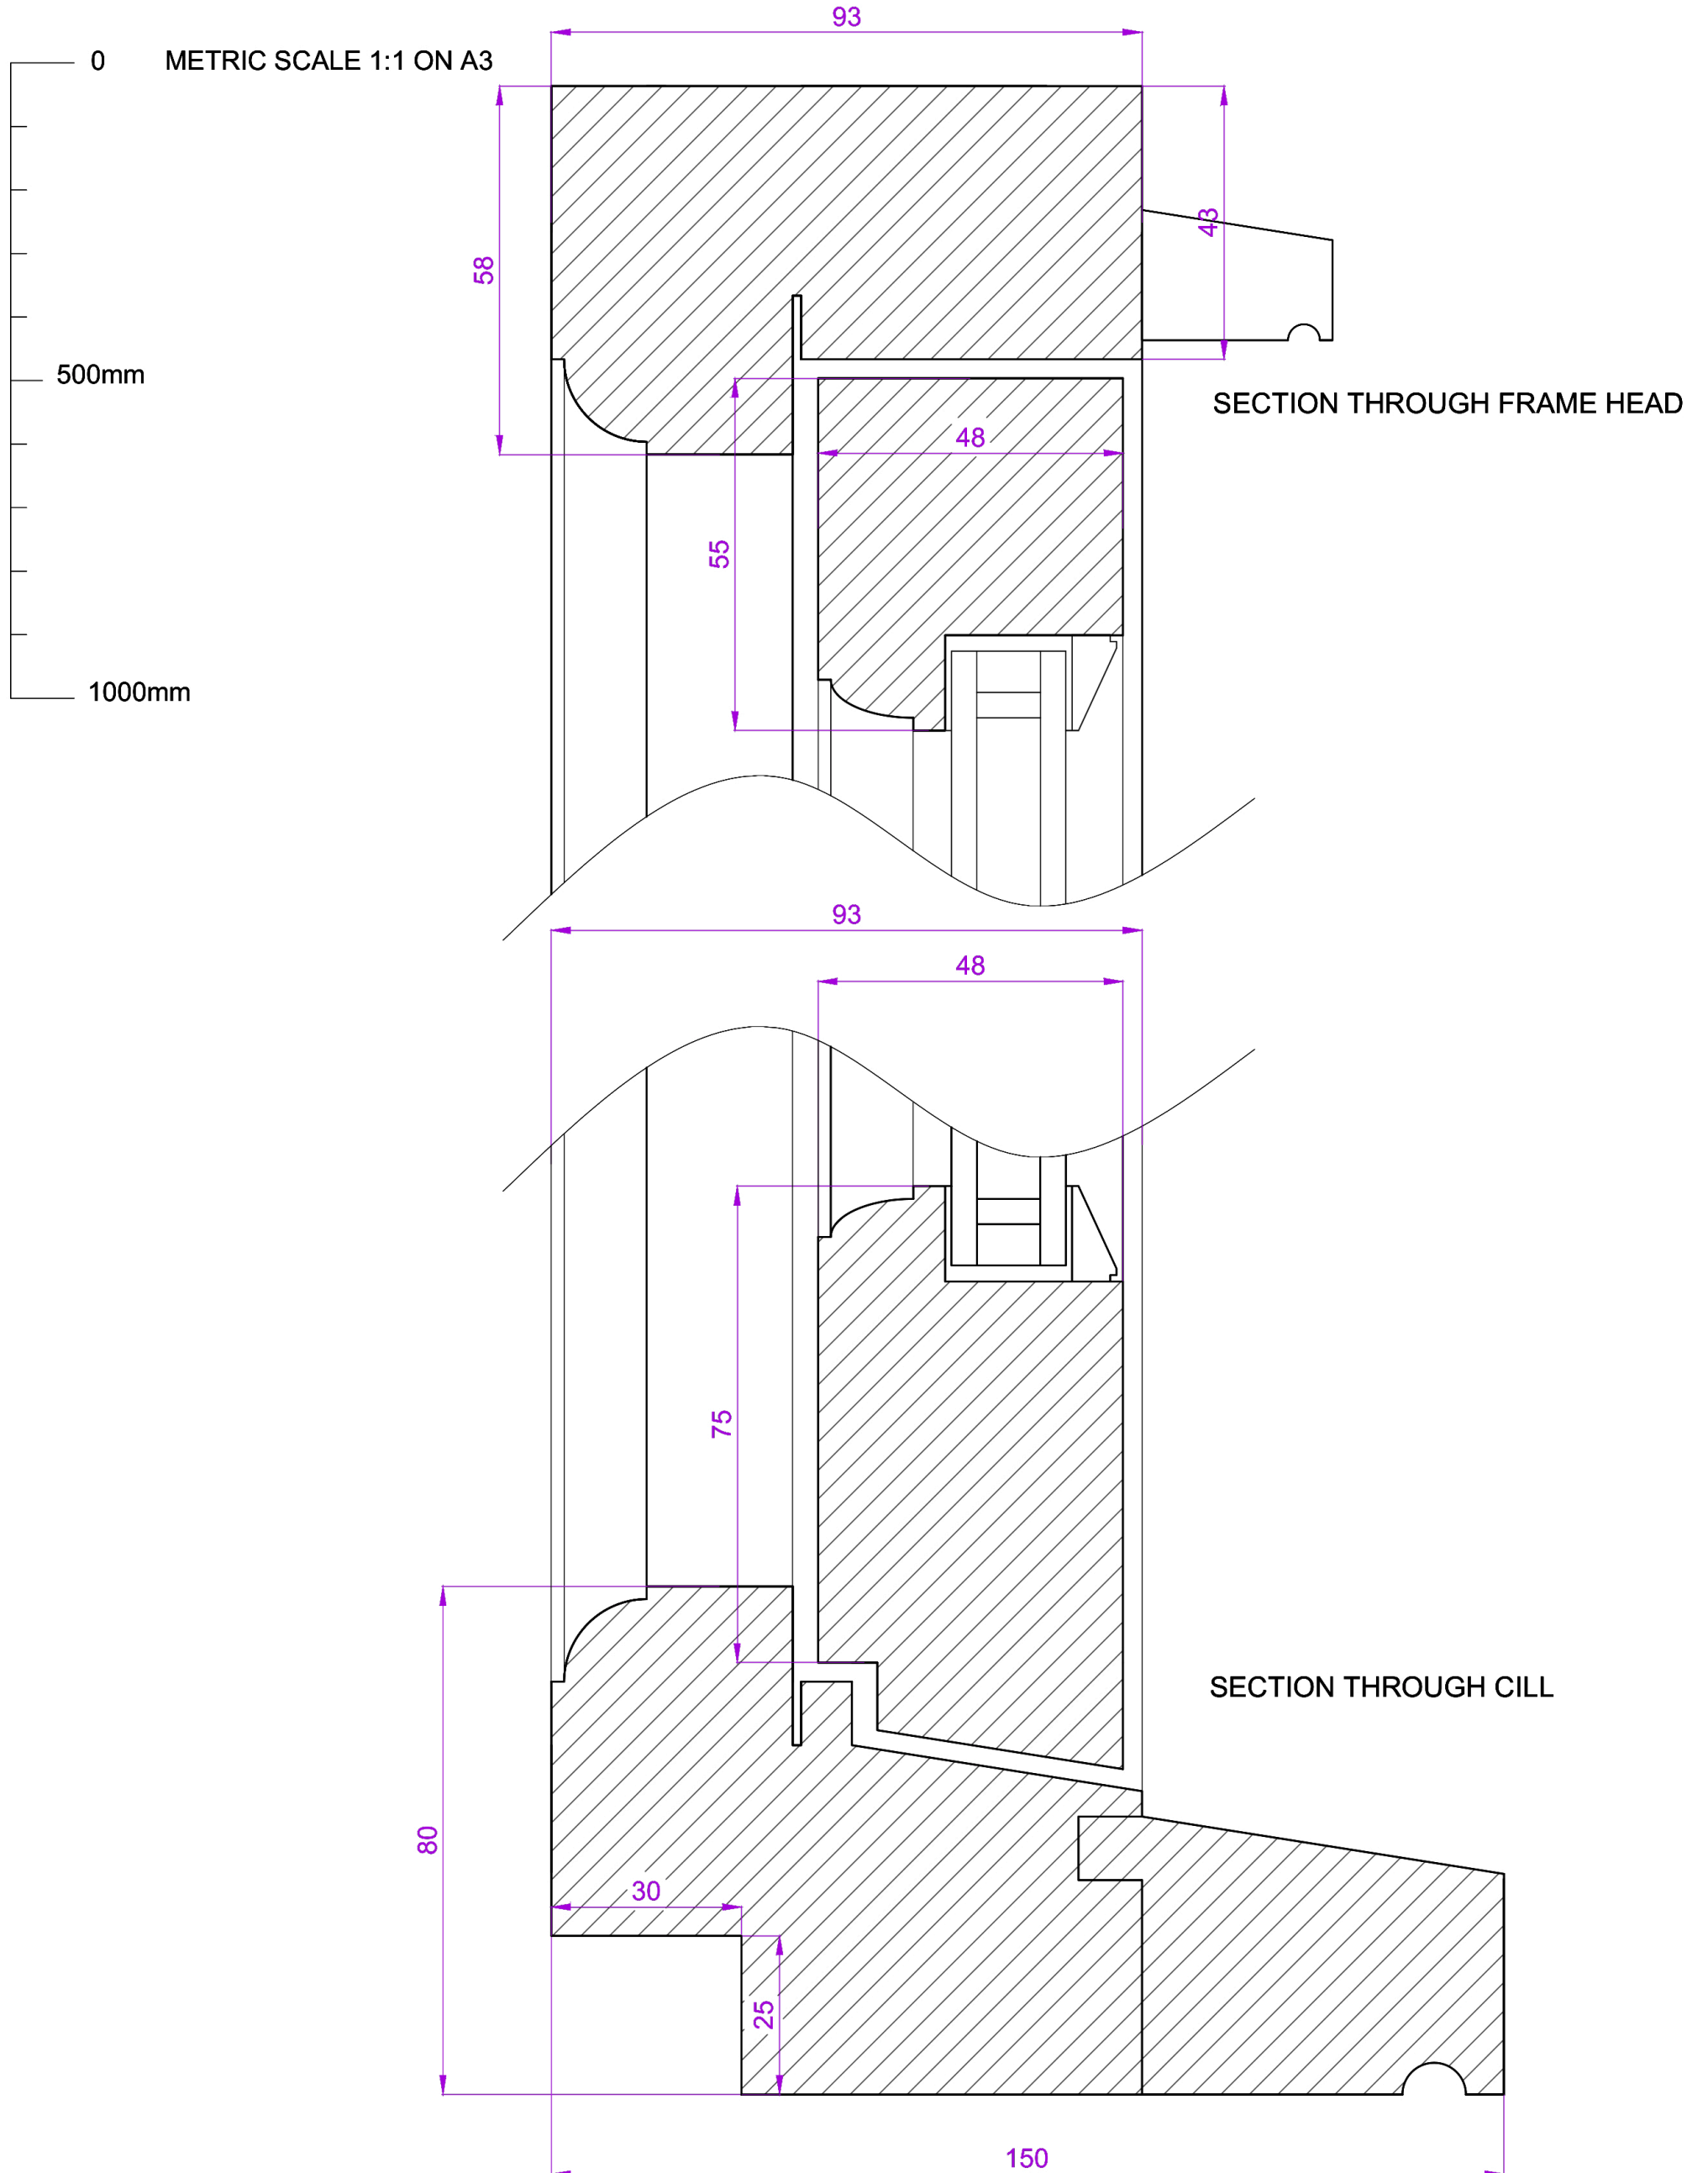 93
0 METRIC SCALE 1:1 ON A3
43
58
500mm
SECTION THROUGH FRAME HEAD
48
55
1000mm
93
48
75
SECTION THROUGH CILL
80
30
25
150